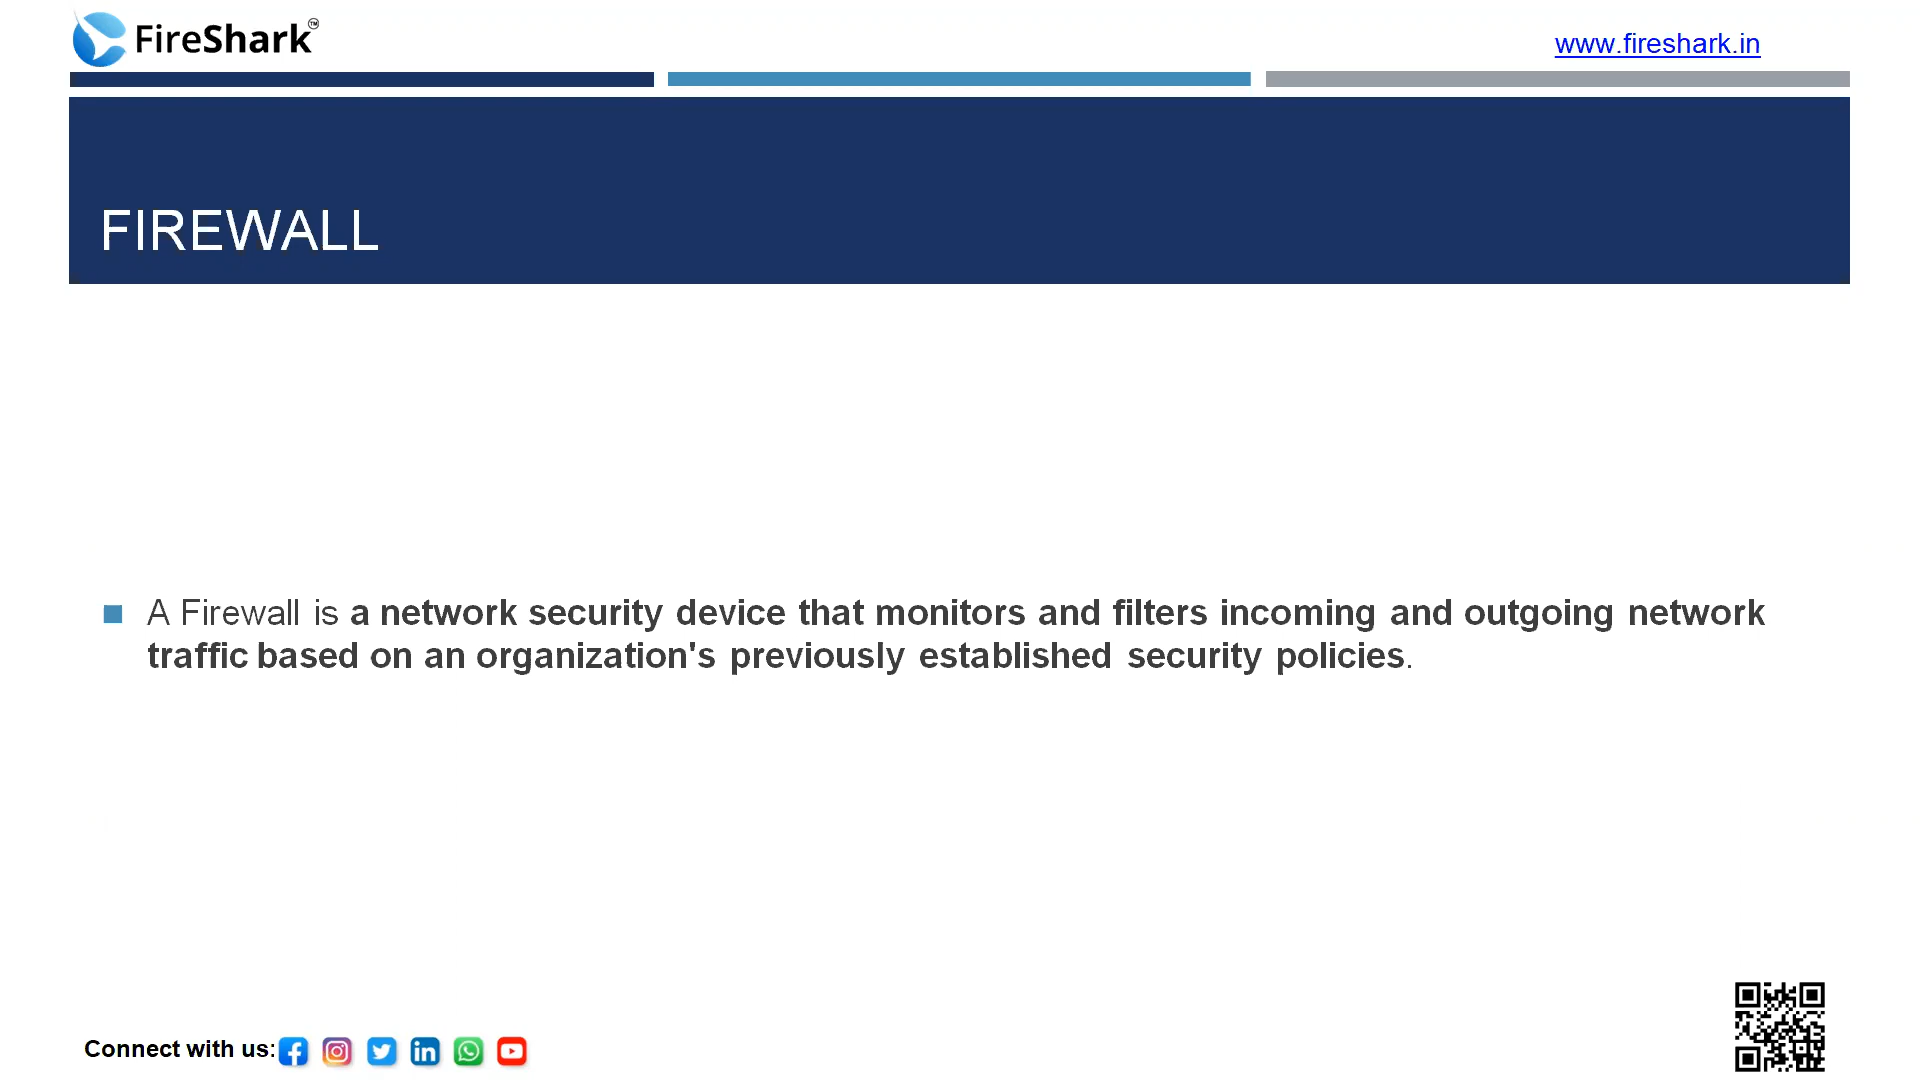 FireShark™
www.fireshark.in
FIREWALL
A Firewall is a network security device that monitors and filters incoming and outgoing network
traffic based on an organization's previously established security policies.
Connect with us: